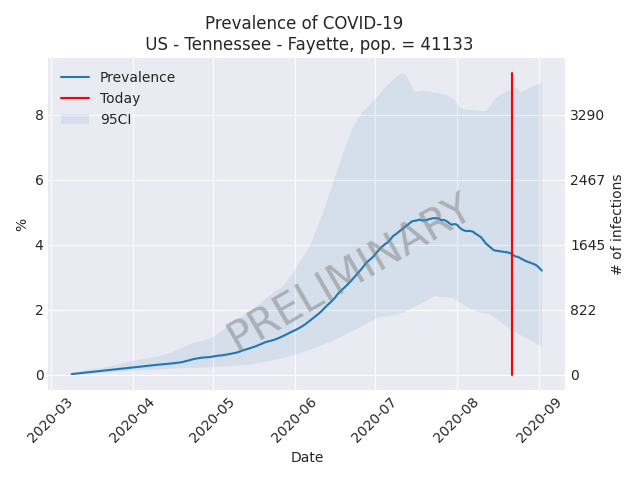 Prevalence of COVID-19
US - Tennessee - Fayette, pop. = 41133
Prevalence
Today
95CI
8
6
4
2
0
%
3290
2467
1645
822
0
# of infections
PRELIMINARY
2020-03
2020-04
2020-05
2020-06
2020-07
2020-08
2020-09
Date